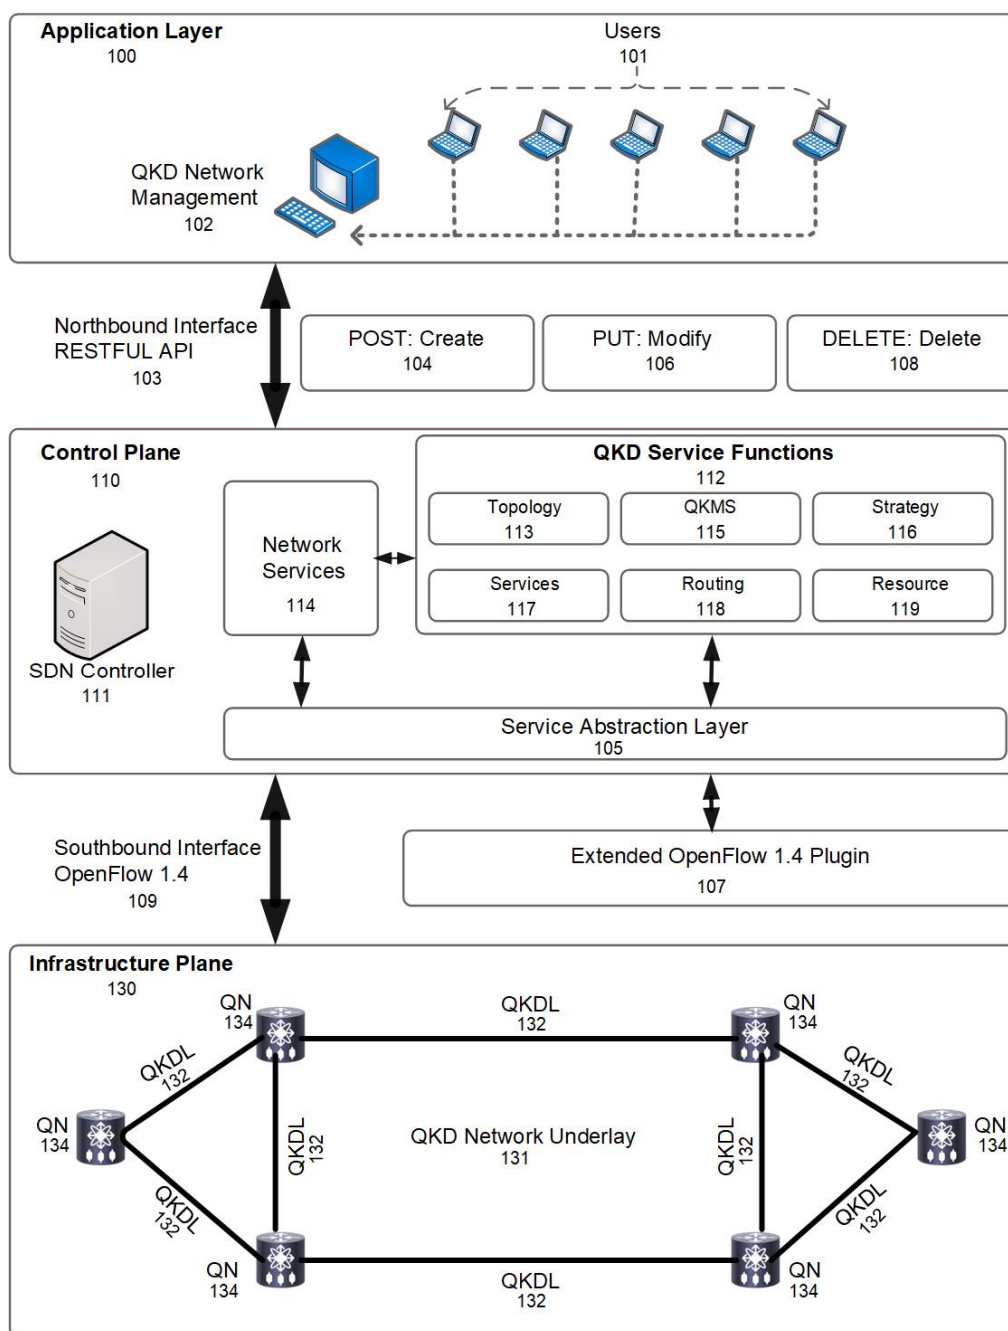 Application Layer
100
Users
101
QKD Network
Management
102
Northbound Interface
RESTFUL API
103
POST: Create
104
PUT: Modify
106
DELETE: Delete
108
Control Plane
110
QKD Service Functions
112
Topology
113
QKMS
115
Strategy
116
Network
Services
114
Services
117
Routing
118
Resource
119
SDN Controller
111
Service Abstraction Layer
105
Southbound Interface
OpenFlow 1.4
109
Extended OpenFlow 1.4 Plugin
107
Infrastructure Plane
130
QN
134
QKDL
132
QN
134
QKDL
132
QKDL
132
QN
134
QKDL
132
QKD Network Underlay
131
QKDL
132
QN
134
QKDL
132
QKDL
132
QN
134
QKDL
132
QN
134